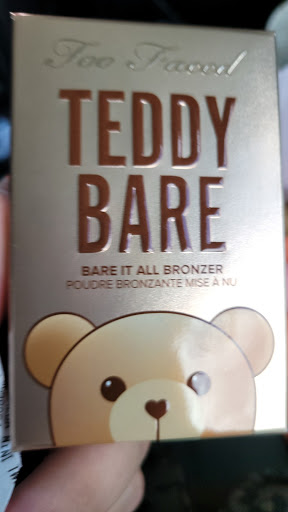 Too Faced
TEDDY
BARE
BARE IT ALL BRONZER
POUDRE BRONZANTE MISE À NU